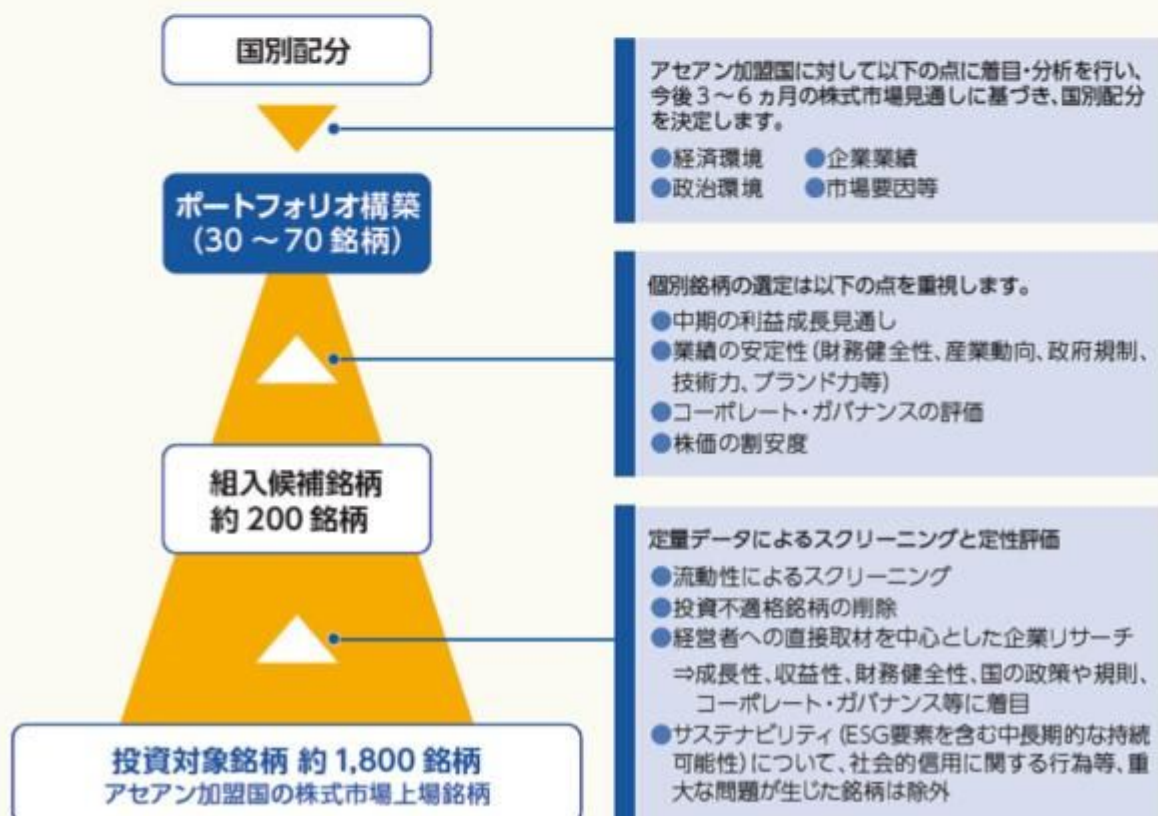 国別配分
アセアン加盟国に対して以下の点に着目・分析を行い、
今後3～6ヵ月の株式市場見通しに基づき、国別配分
を決定します。
●経済環境 ●企業業績
●政治環境 ●市場要因等
ポートフォリオ構築
(30～70銘柄)
個別銘柄の選定は以下の点を重視します。
●中期の利益成長見通し
●業績の安定性(財務健全性、産業動向、政府規制、
技術力、ブランド力等)
●コーポレート・ガバナンスの評価
●株価の割安度
組入候補銘柄
約200銘柄
定量データによるスクリーニングと定性評価
●流動性によるスクリーニング
●投資不適格銘柄の削除
●経営者への直接取材を中心とした企業リサーチ
⇒成長性、収益性、財務健全性、国の政策や規則、
コーポレート・ガバナンス等に着目
●サステナビリティ(ESG要素を含む中長期的な持続
可能性)について、社会的信用に関する行為等、重
大な問題が生じた銘柄は除外
投資対象銘柄 約1,800銘柄
アセアン加盟国の株式市場上場銘柄